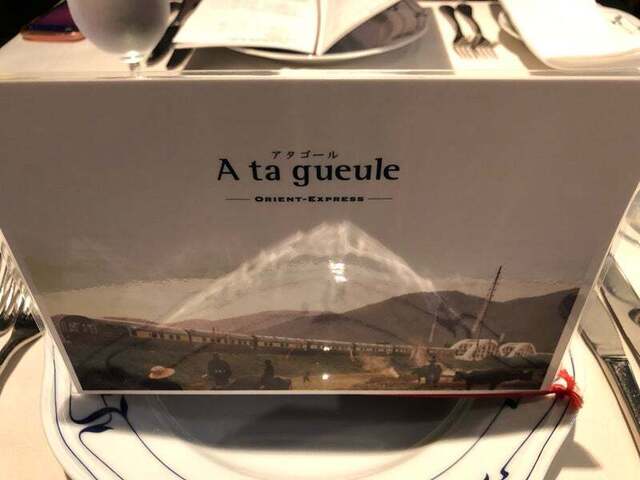 アタゴール
A ta gueule
ORIENT-EXPRESS